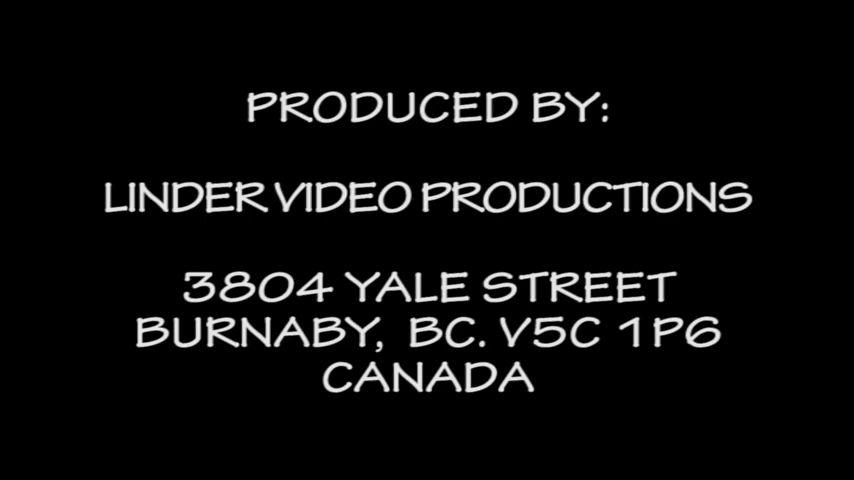 PRODUCED BY:
LINDER VIDEO PRODUCTIONS
3804 YALE STREET
BURNABY, BC. V5C 1P6
CANADA